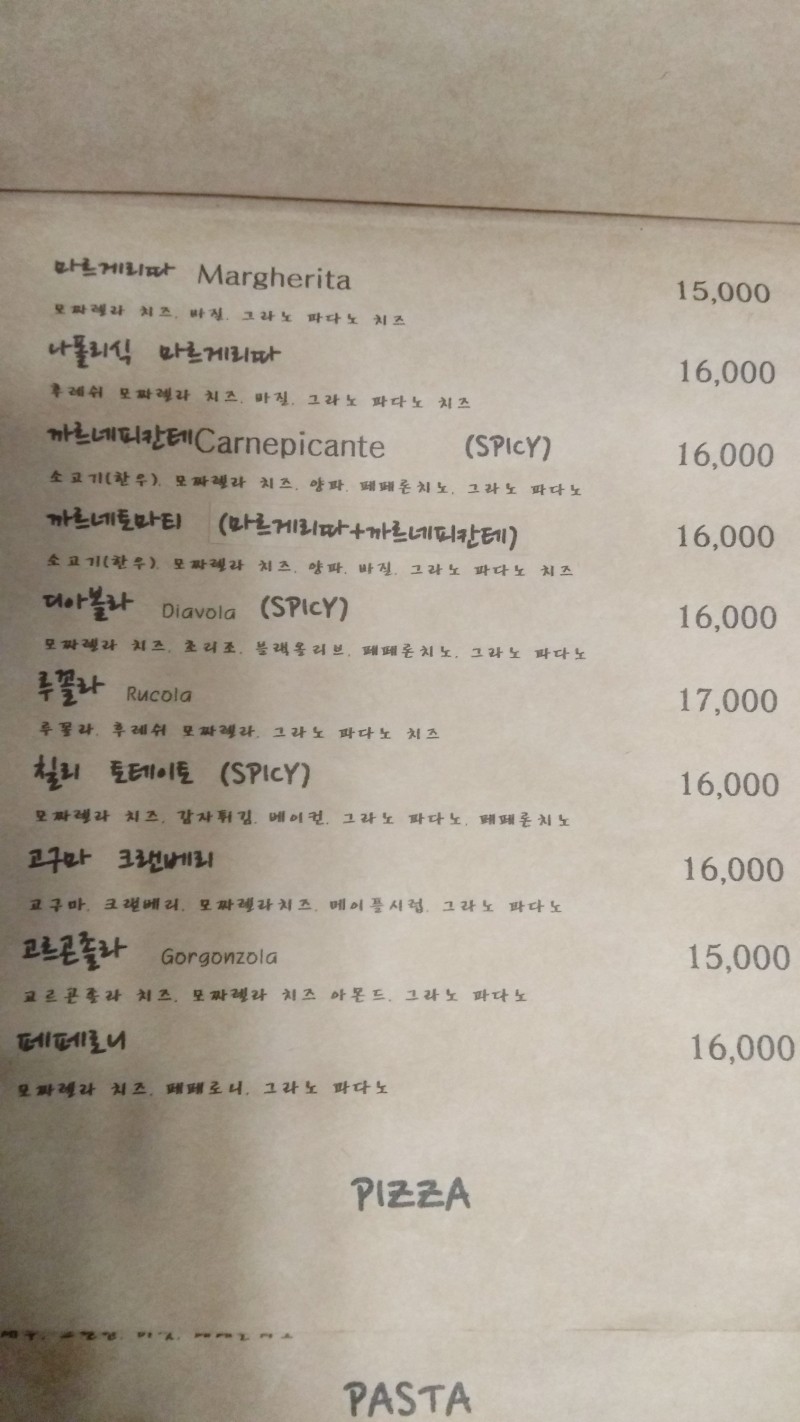 마르게리따 Margherita 15,000
모짜렐라 치즈, 바질, 그라노 파다노 치즈
나폴리식 마르게리따 16,000
후레쉬 모짜렐라 치즈, 바질, 그라노 파다노 치즈
까르네피칸테Carnepicante (SPICY) 16,000
소고기(한우), 모짜렐라 치즈, 양파, 페페론치노, 그라노 파다노
까르네토마티 (마르게리따+까르네피칸테) 16,000
소고기(한우), 모짜렐라 치즈, 양파, 바질, 그라노 파다노 치즈
디아볼라 Diavola (SPICY) 16,000
모짜렐라 치즈, 초리조, 블랙올리브, 페페론치노, 그라노 파다노
루꼴라 Rucola 17,000
루꼴라, 후레쉬 모짜렐라, 그라노 파다노 치즈
칠리 포테이토 (SPICY) 16,000
모짜렐라 치즈, 감자튀김, 베이컨, 그라노 파다노, 페페론치노
고구마 크랜베리 16,000
고구마, 크랜베리, 모짜렐라치즈, 메이플시럽, 그라노 파다노
고르곤졸라 Gorgonzola 15,000
고르곤졸라 치즈, 모짜렐라 치즈 아몬드, 그라노 파다노
페페로니 16,000
모짜렐라 치즈, 페페로니, 그라노 파다노
PIZZA
PASTA